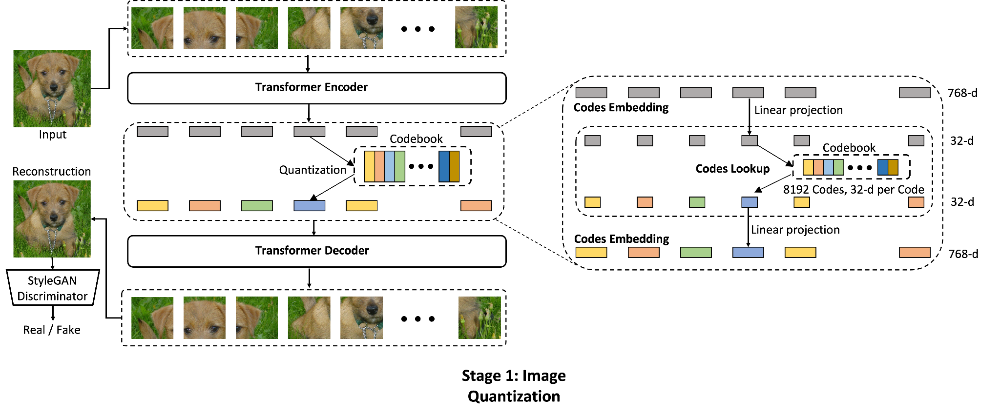 Input
Transformer Encoder
Codebook
Quantization
Transformer Decoder
Reconstruction
StyleGAN
Discriminator
Real / Fake
768-d
Codes Embedding
Linear projection
32-d
Codebook
Codes Lookup
8192 Codes, 32-d per Code
32-d
Linear projection
Codes Embedding
768-d
Stage 1: Image
Quantization